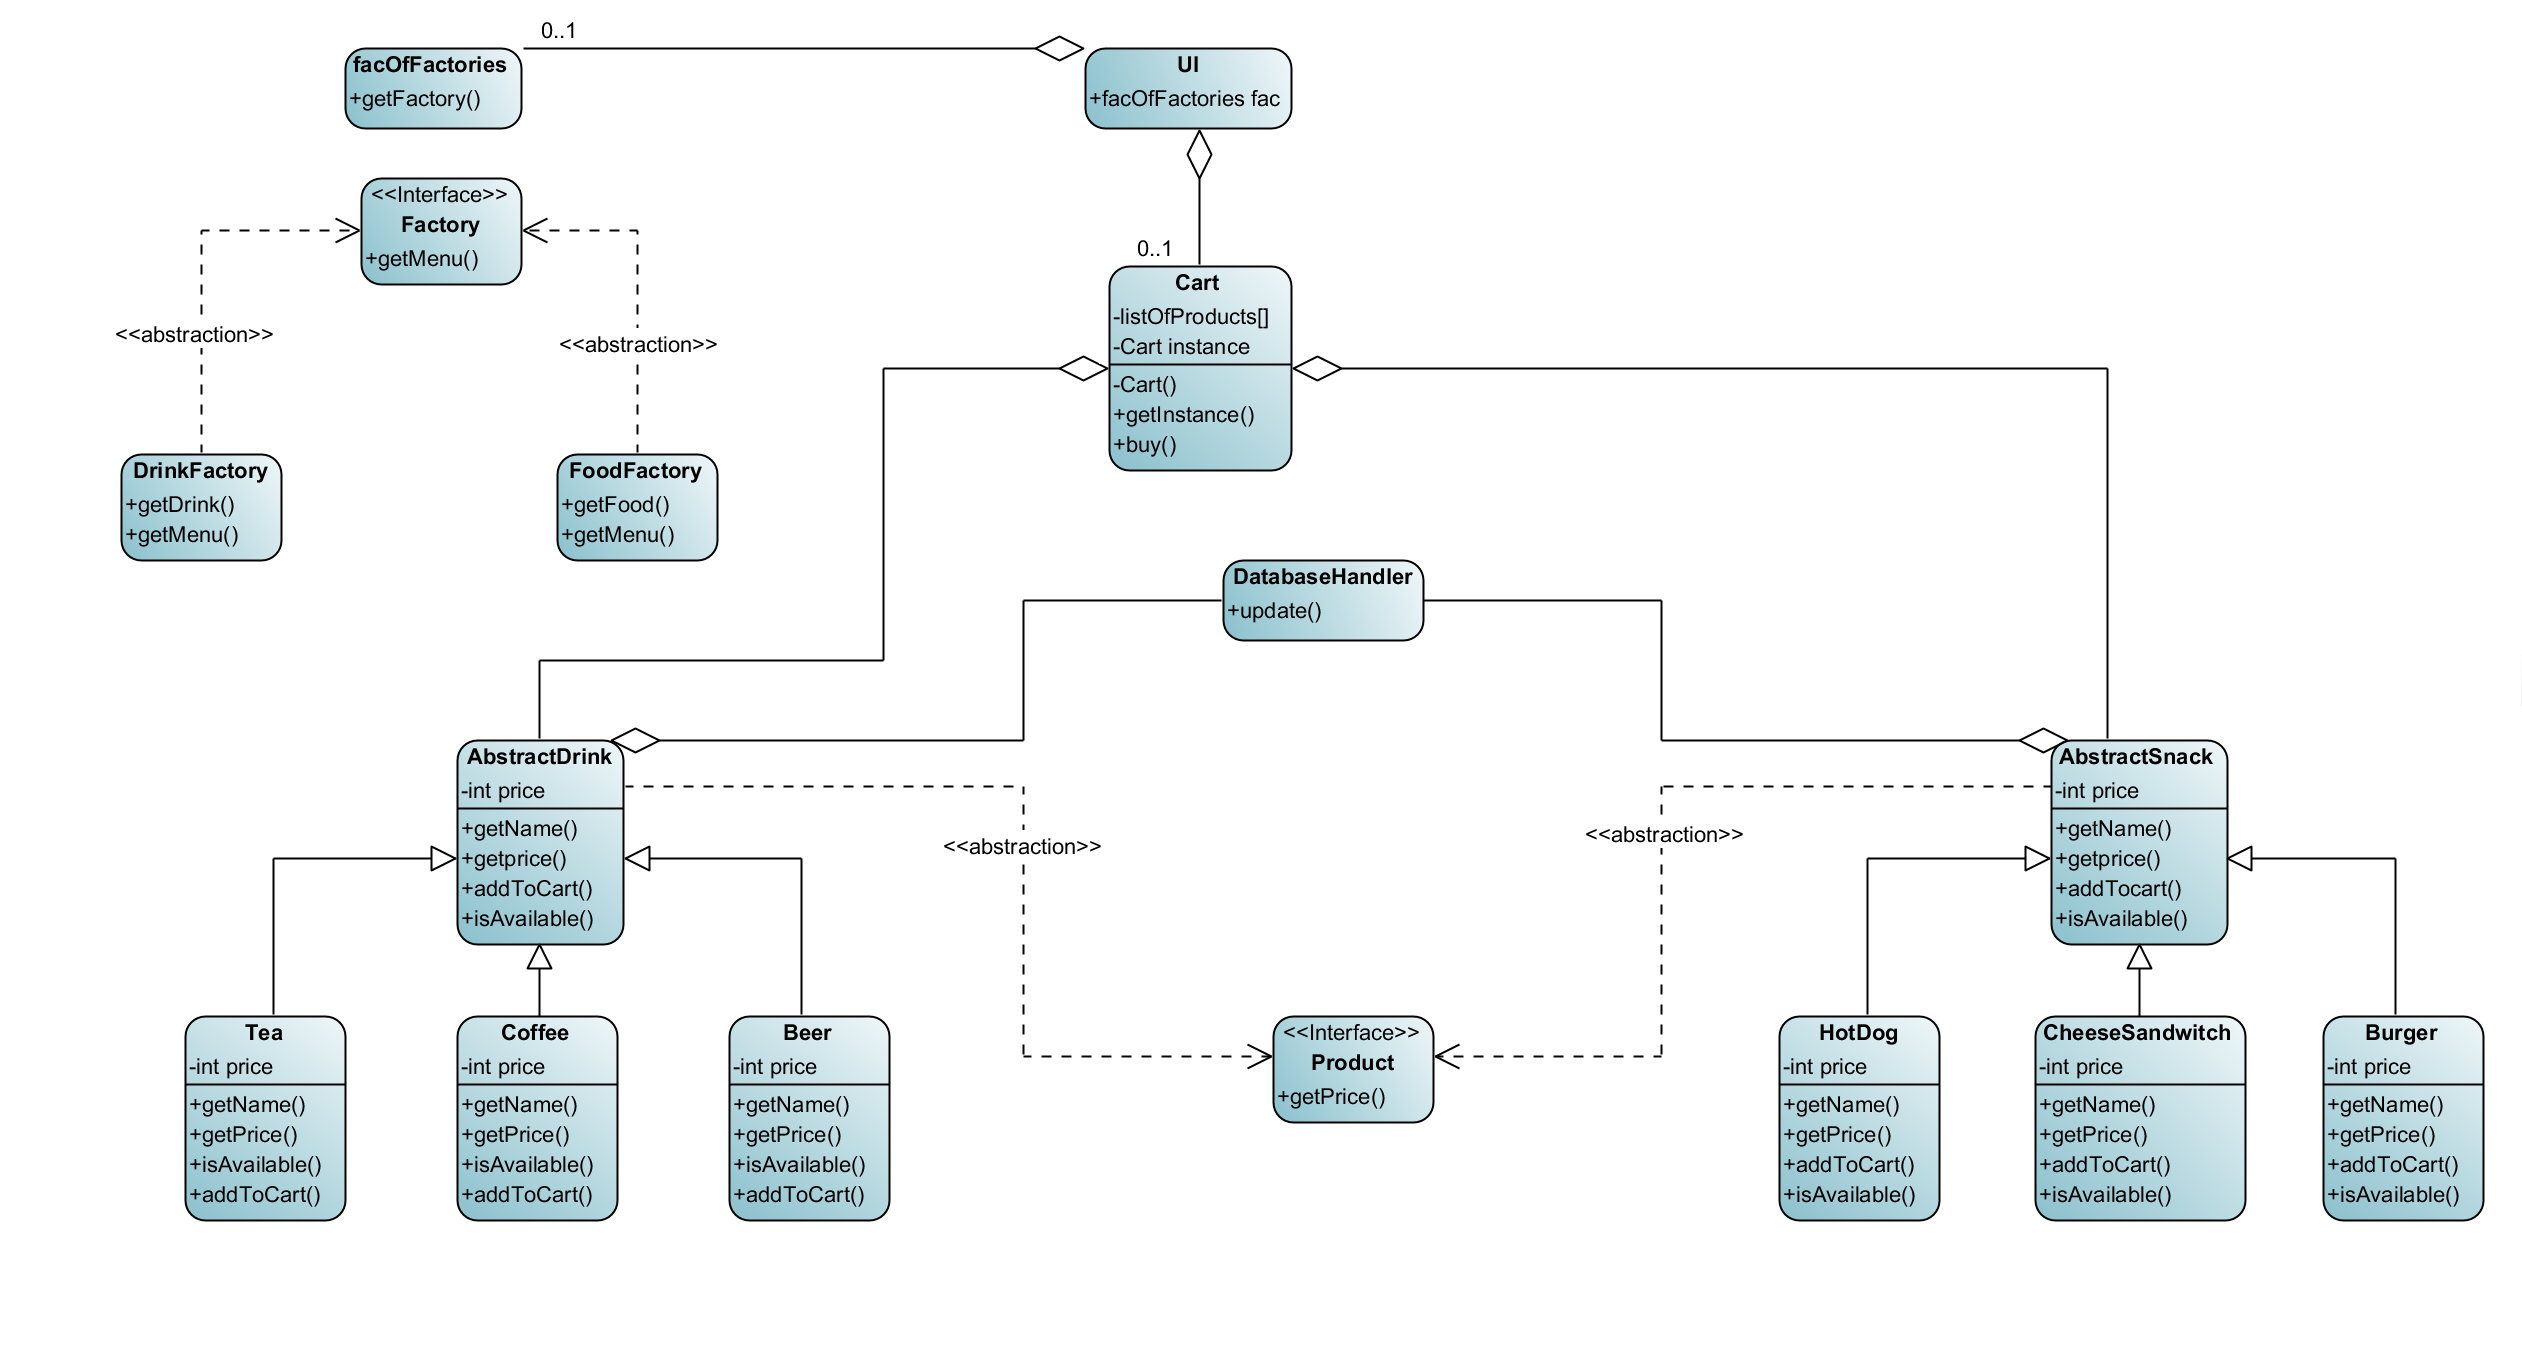 0..1
facOfFactories
+getFactory()
UI
+facOfFactories fac
<<Interface>>
Factory
+getMenu()
0..1
Cart
-listOfProducts[]
-Cart instance
-Cart()
+getInstance()
+buy()
<<abstraction>>
<<abstraction>>
DrinkFactory
+getDrink()
+getMenu()
FoodFactory
+getFood()
+getMenu()
DatabaseHandler
+update()
AbstractDrink
-int price
+getName()
+getprice()
+addToCart()
+isAvailable()
<<abstraction>>
<<abstraction>>
AbstractSnack
-int price
+getName()
+getprice()
+addTocart()
+isAvailable()
Tea
-int price
+getName()
+getPrice()
+isAvailable()
+addToCart()
Coffee
-int price
+getName()
+getPrice()
+isAvailable()
+addToCart()
Beer
-int price
+getName()
+getPrice()
+isAvailable()
+addToCart()
<<Interface>>
Product
+getPrice()
HotDog
-int price
+getName()
+getPrice()
+addToCart()
+isAvailable()
CheeseSandwitch
-int price
+getName()
+getPrice()
+addToCart()
+isAvailable()
Burger
-int price
+getName()
+getPrice()
+addToCart()
+isAvailable()